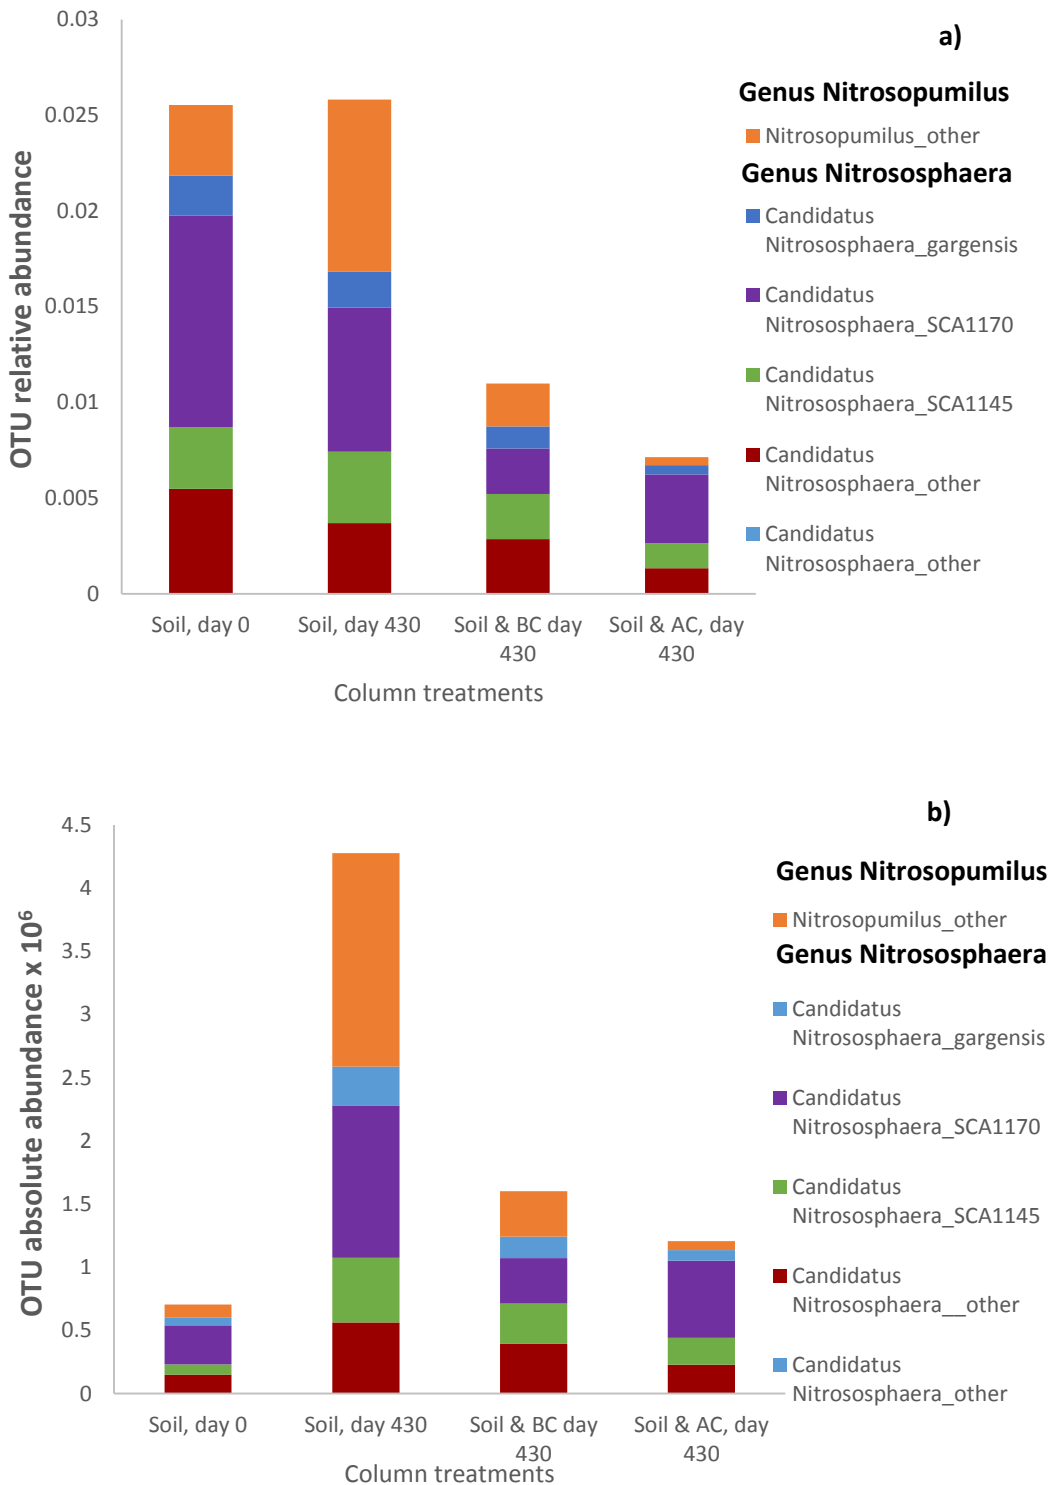 0.03
0.025
0.02
0.015
0.01
0.005
0
OTU relative abundance
Soil, day 0
Soil, day 430
Soil & BC day
430
Soil & AC, day
430
Column treatments
a)
Genus Nitrosopumilus
Nitrosopumilus_other
Genus Nitrososphaera
Candidatus
Nitrososphaera_gargensis
Candidatus
Nitrososphaera_SCA1170
Candidatus
Nitrososphaera_SCA1145
Candidatus
Nitrososphaera_other
Candidatus
Nitrososphaera_other
4.5
4
3.5
3
2.5
2
1.5
1
0.5
0
OTU absolute abundance x 10⁶
Soil, day 0
Soil, day 430
Soil & BC day
430
Soil & AC, day
430
Column treatments
b)
Genus Nitrosopumilus
Nitrosopumilus_other
Genus Nitrososphaera
Candidatus
Nitrososphaera_gargensis
Candidatus
Nitrososphaera_SCA1170
Candidatus
Nitrososphaera_SCA1145
Candidatus
Nitrososphaera__other
Candidatus
Nitrososphaera_other